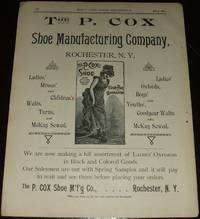 The P. COX
Shoe Manufacturing Company,
ROCHESTER, N. Y.
Ladies'
Misses'
and
Children's
Welts,
Turns,
and
McKay Sewed.
P. COX
SHOE
Ladies'
Oxfords,
Boys'
and
Youths'
Goodyear Welts
and
McKay Sewed.
We are now making a full assortment of Ladies' Oxfords
in Black and Colored Goods.
Our Salesmen are out with Spring Samples and it will pay
to wait and see them before placing your orders.
The P. COX Shoe M'f'g Co., . . . . Rochester, N. Y.